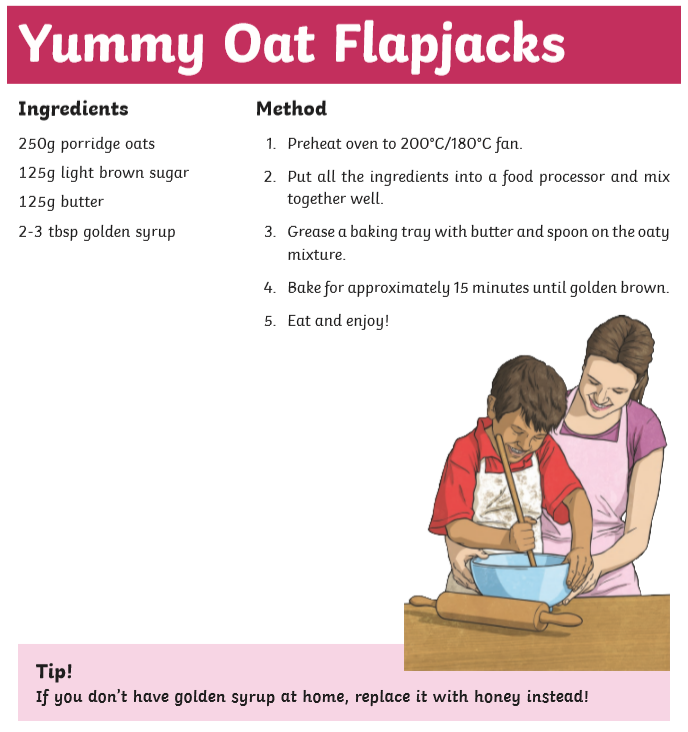 Yummy Oat Flapjacks
Ingredients
250g porridge oats
125g light brown sugar
125g butter
2-3 tbsp golden syrup
Method
1. Preheat oven to 200°C/180°C fan.
2. Put all the ingredients into a food processor and mix
together well.
3. Grease a baking tray with butter and spoon on the oaty
mixture.
4. Bake for approximately 15 minutes until golden brown.
5. Eat and enjoy!
Tip!
If you don't have golden syrup at home, replace it with honey instead!